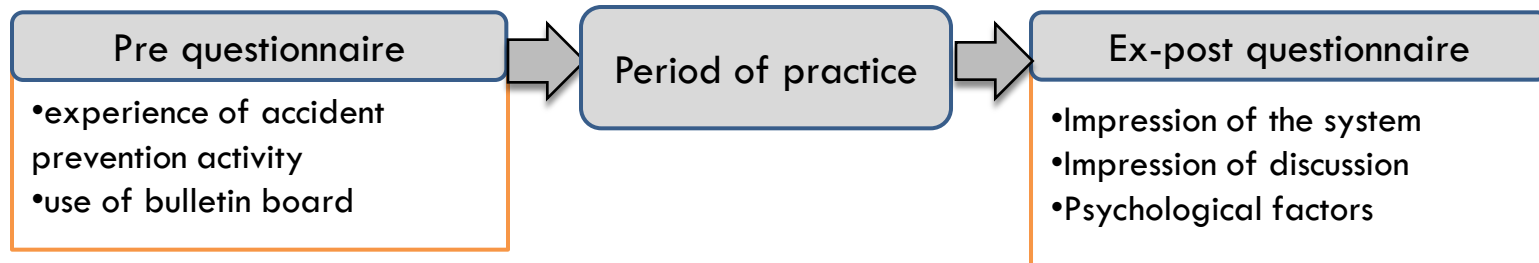 Pre questionnaire
•experience of accident
prevention activity
•use of bulletin board
Period of practice
Ex-post questionnaire
•Impression of the system
•Impression of discussion
•Psychological factors